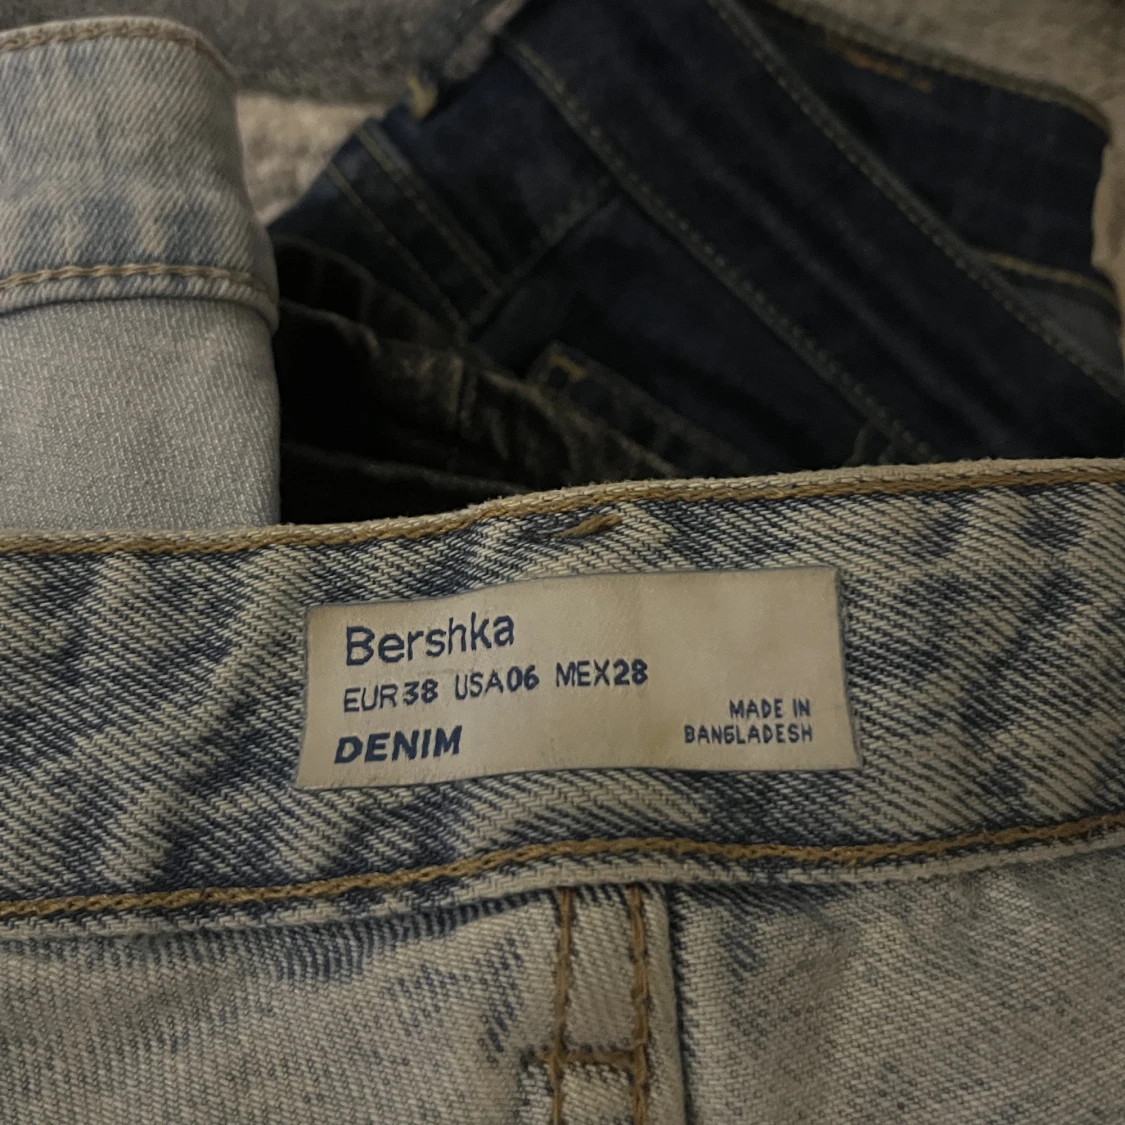 Bershka
EUR38 USA06 MEX28
DENIM
MADE IN
BANGLADESH